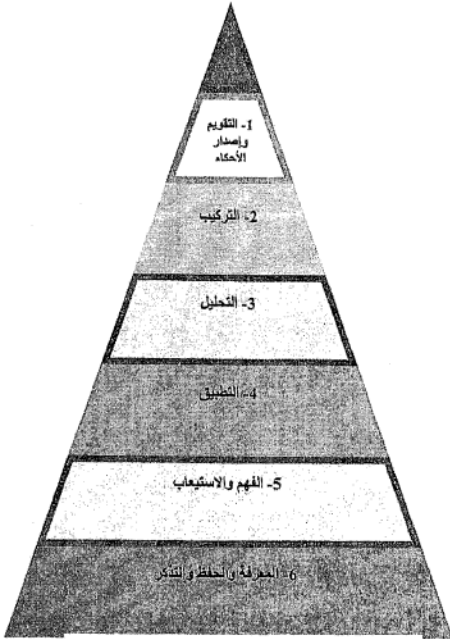 1- التقويم
وإصدار
الأحكام
2- التركيب
3- التحليل
4- التطبيق
5- الفهم والاستيعاب
6- المعرفة والحفظ والتذكر